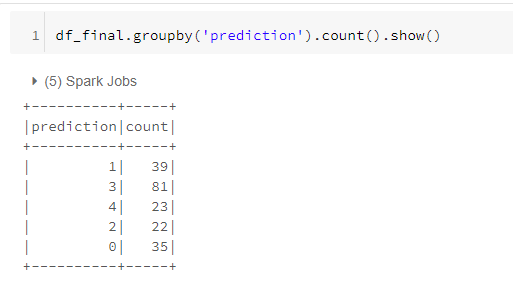 1 df_final.groupby('prediction').count().show()
(5) Spark Jobs
+----------+-----+
|prediction|count|
+----------+-----+
|         1|   39|
|         3|   81|
|         4|   23|
|         2|   22|
|         0|   35|
+----------+-----+